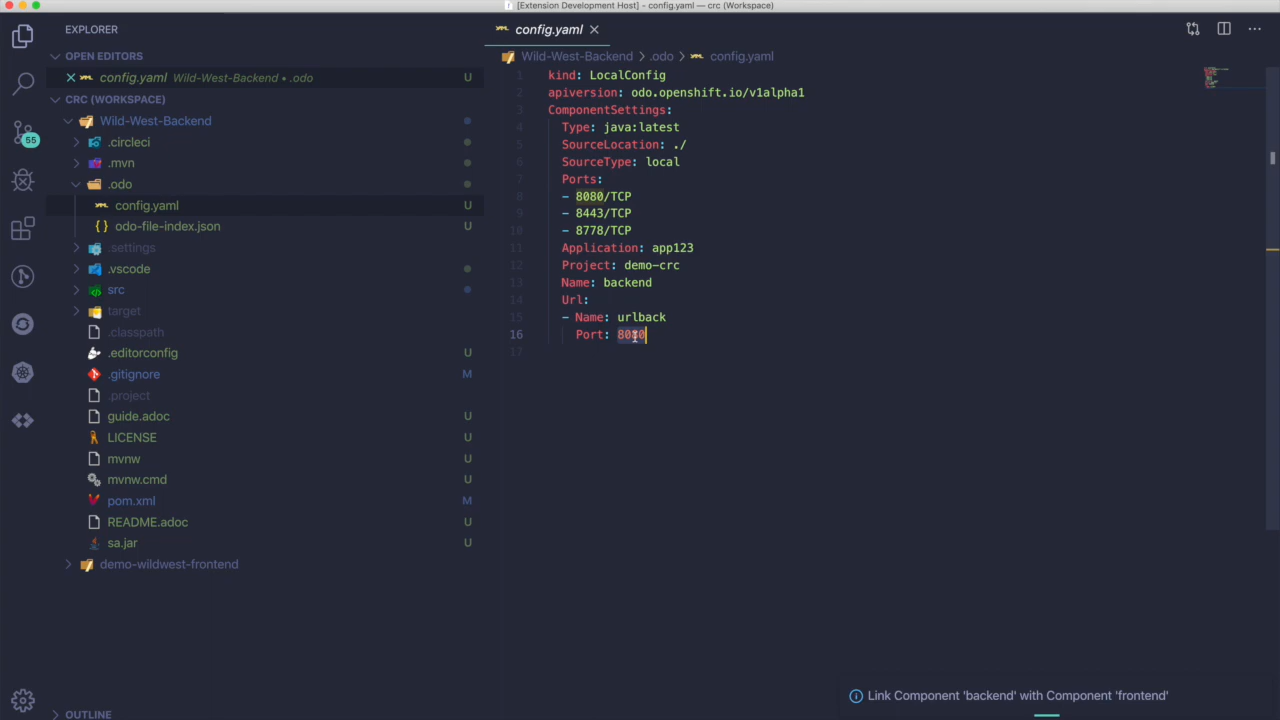 [Extension Development Host] - config.yaml — crc (Workspace)
EXPLORER
OPEN EDITORS
config.yaml Wild-West-Backend • .odo U
CRC (WORKSPACE)
Wild-West-Backend
.circleci
.mvn
.odo
config.yaml U
odo-file-index.json U
.settings
.vscode
src
target
.classpath
.editorconfig U
.gitignore M
.project
guide.adoc U
LICENSE U
mvnw U
mvnw.cmd U
pom.xml M
README.adoc U
sa.jar U
demo-wildwest-frontend
OUTLINE
55
config.yaml
Wild-West-Backend > .odo > config.yaml
1 kind: LocalConfig
2 apiversion: odo.openshift.io/v1alpha1
3 ComponentSettings:
4 Type: java:latest
5 SourceLocation: ./
6 SourceType: local
7 Ports:
8 - 8080/TCP
9 - 8443/TCP
10 - 8778/TCP
11 Application: app123
12 Project: demo-crc
13 Name: backend
14 Url:
15 - Name: urlback
16 Port: 8080
17
Link Component 'backend' with Component 'frontend'